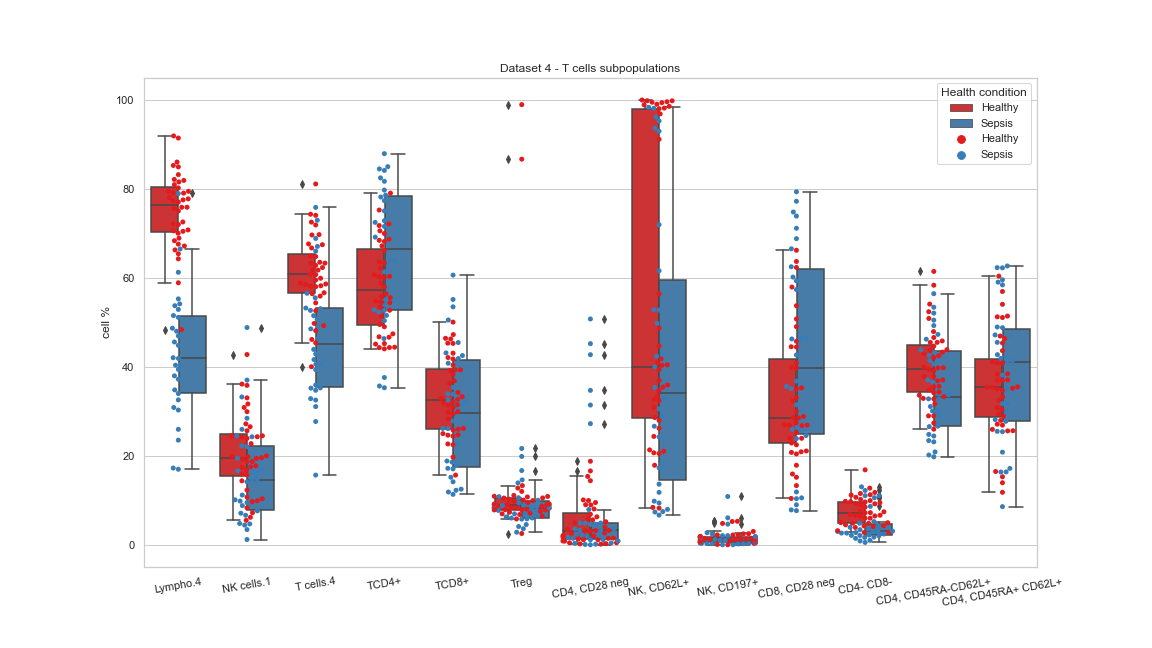 Dataset 4 - T cells subpopulations
Health condition
Healthy
Sepsis
Healthy
Sepsis
cell %
100
80
60
40
20
0
Lympho.4
NK cells.1
T cells.4
TCD4+
TCD8+
Treg
CD4, CD28 neg
NK, CD62L+
NK, CD197+
CD8, CD28 neg
CD4- CD8-
CD4, CD45RA-CD62L+
CD4, CD45RA+ CD62L+